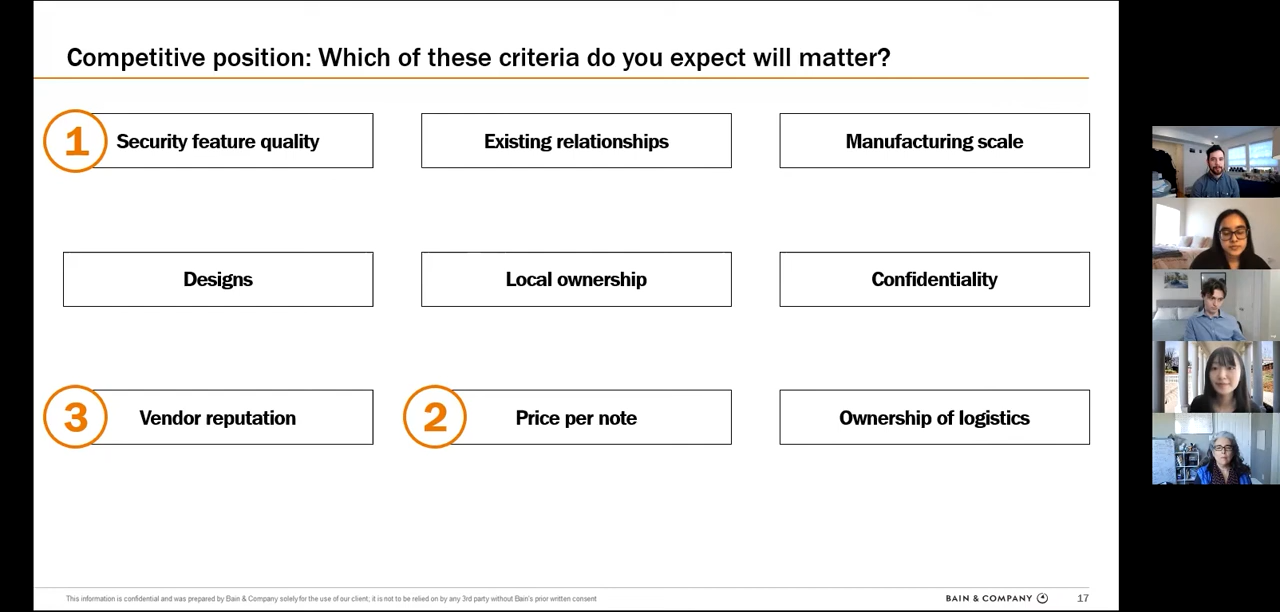 Competitive position: Which of these criteria do you expect will matter?
1 Security feature quality
Existing relationships
Manufacturing scale
Designs
Local ownership
Confidentiality
3 Vendor reputation
2 Price per note
Ownership of logistics
This information is confidential and was prepared by Bain & Company solely for the use of our client, it is not to be relied on by any 3rd party without Bain's prior written consent
BAIN & COMPANY
17